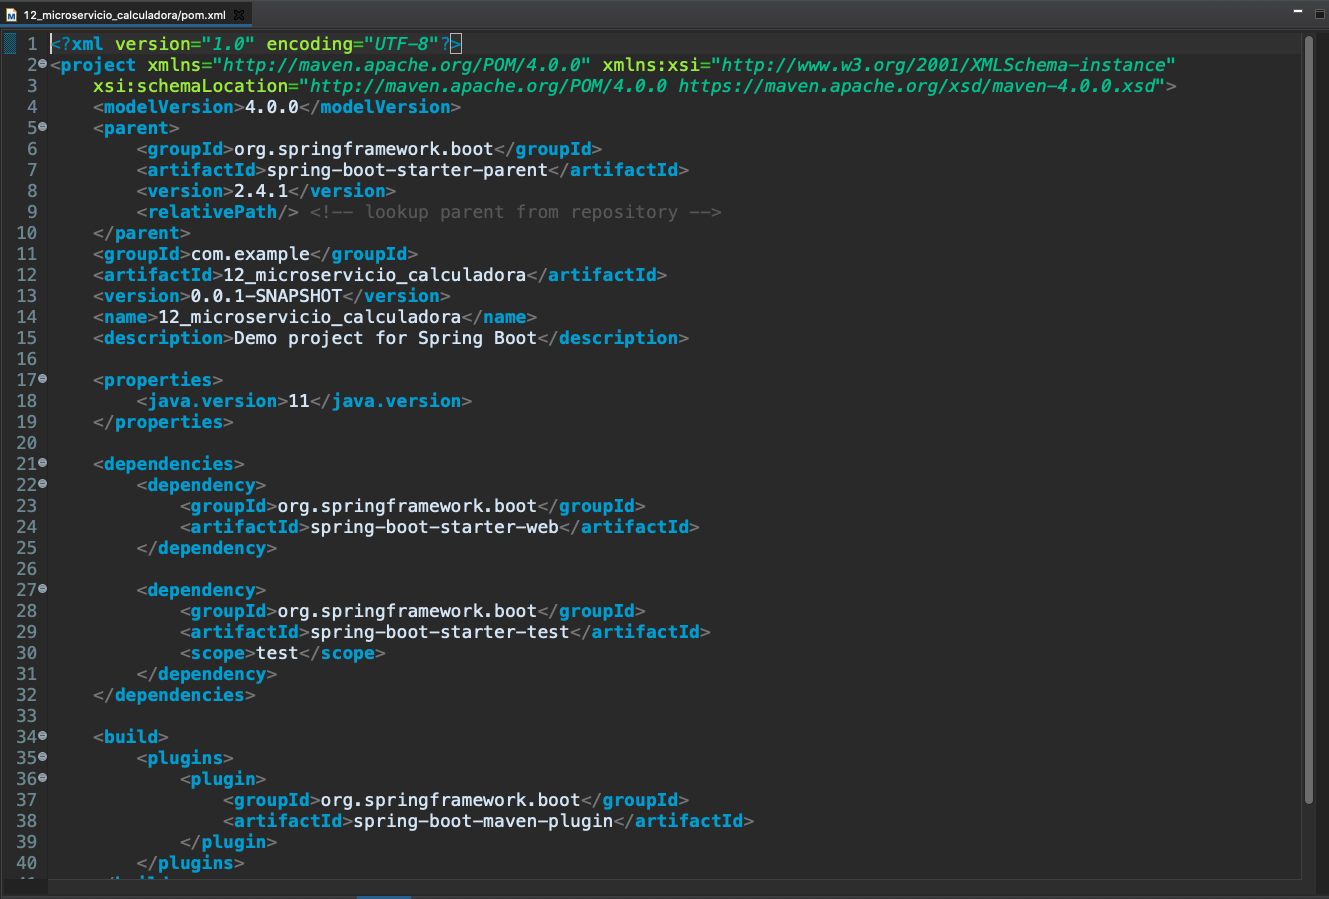 12_microservicio_calculadora/pom.xml
1 <?xml version="1.0" encoding="UTF-8"?>
2 <project xmlns="http://maven.apache.org/POM/4.0.0" xmlns:xsi="http://www.w3.org/2001/XMLSchema-instance"
3 xsi:schemaLocation="http://maven.apache.org/POM/4.0.0 https://maven.apache.org/xsd/maven-4.0.0.xsd">
4 <modelVersion>4.0.0</modelVersion>
5 <parent>
6 <groupId>org.springframework.boot</groupId>
7 <artifactId>spring-boot-starter-parent</artifactId>
8 <version>2.4.1</version>
9 <relativePath/> <!-- lookup parent from repository -->
10 </parent>
11 <groupId>com.example</groupId>
12 <artifactId>12_microservicio_calculadora</artifactId>
13 <version>0.0.1-SNAPSHOT</version>
14 <name>12_microservicio_calculadora</name>
15 <description>Demo project for Spring Boot</description>
16
17 <properties>
18 <java.version>11</java.version>
19 </properties>
20
21 <dependencies>
22 <dependency>
23 <groupId>org.springframework.boot</groupId>
24 <artifactId>spring-boot-starter-web</artifactId>
25 </dependency>
26
27 <dependency>
28 <groupId>org.springframework.boot</groupId>
29 <artifactId>spring-boot-starter-test</artifactId>
30 <scope>test</scope>
31 </dependency>
32 </dependencies>
33
34 <build>
35 <plugins>
36 <plugin>
37 <groupId>org.springframework.boot</groupId>
38 <artifactId>spring-boot-maven-plugin</artifactId>
39 </plugin>
40 </plugins>